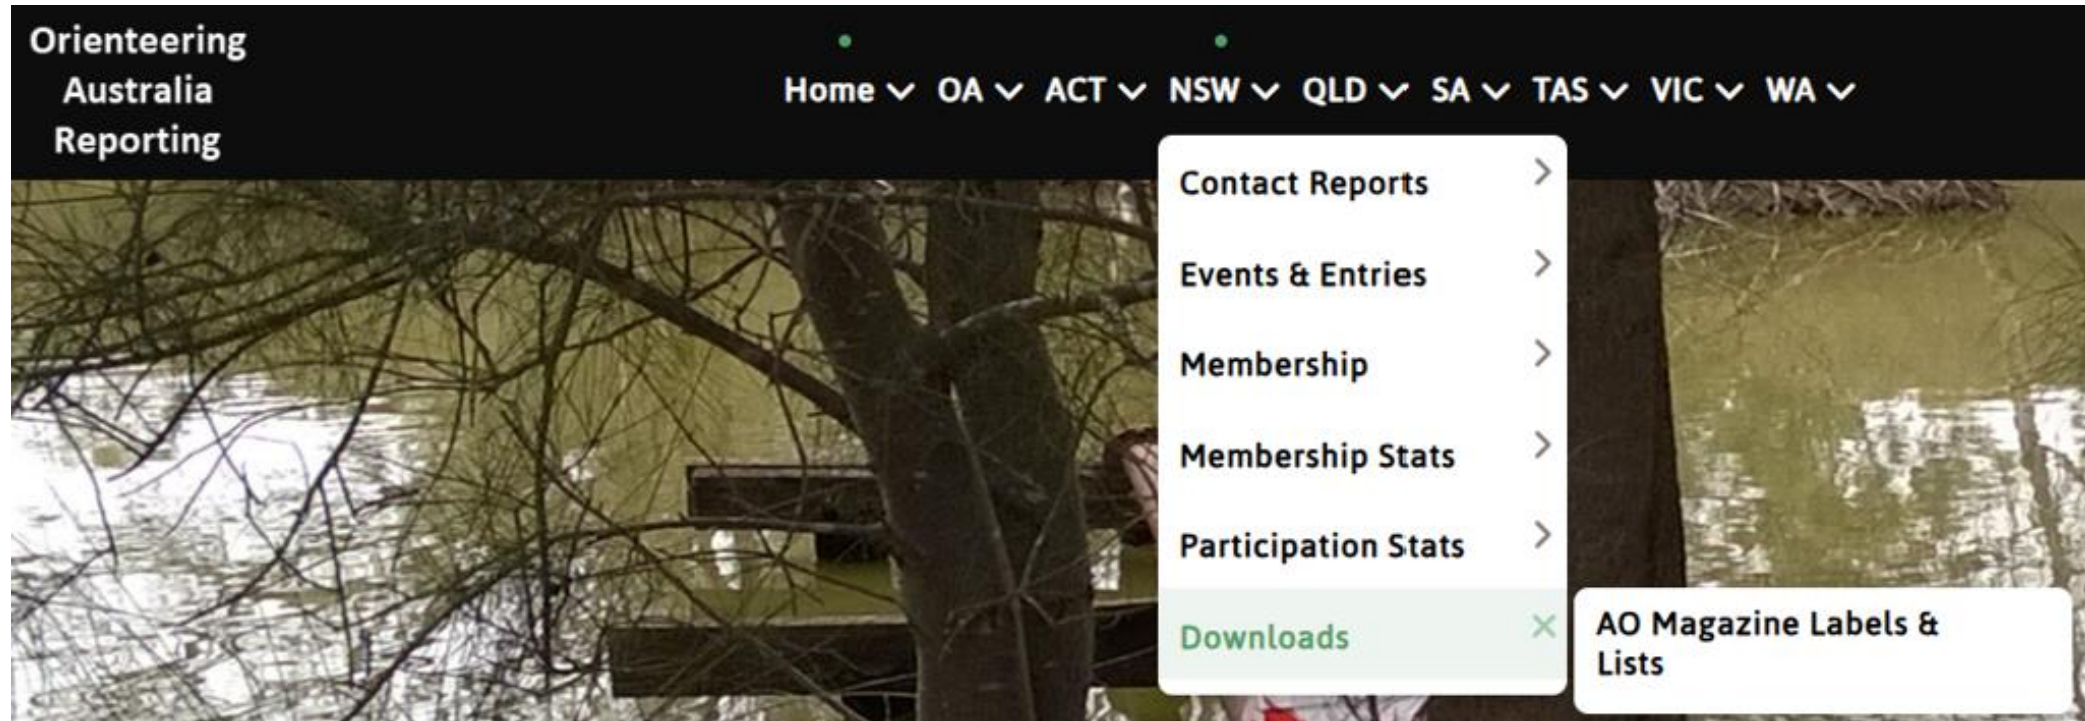 Orienteering
Australia
Reporting
Home OA ACT NSW QLD SA TAS VIC WA
Contact Reports
Events & Entries
Membership
Membership Stats
Participation Stats
Downloads
AO Magazine Labels &
Lists